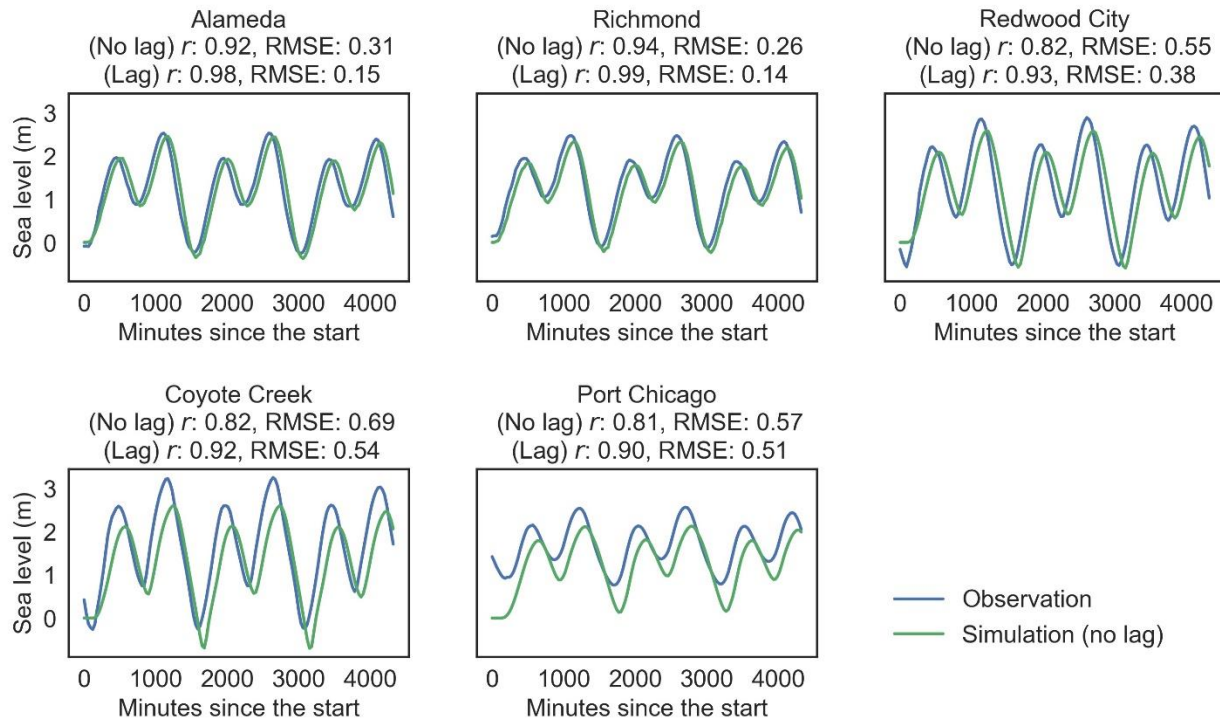 Alameda
(No lag) r: 0.92, RMSE: 0.31
(Lag) r: 0.98, RMSE: 0.15
Richmond
(No lag) r: 0.94, RMSE: 0.26
(Lag) r: 0.99, RMSE: 0.14
Redwood City
(No lag) r: 0.82, RMSE: 0.55
(Lag) r: 0.93, RMSE: 0.38
Sea level (m)
3
2
1
0
0 1000 2000 3000 4000
Minutes since the start
0 1000 2000 3000 4000
Minutes since the start
0 1000 2000 3000 4000
Minutes since the start
Coyote Creek
(No lag) r: 0.82, RMSE: 0.69
(Lag) r: 0.92, RMSE: 0.54
Port Chicago
(No lag) r: 0.81, RMSE: 0.57
(Lag) r: 0.90, RMSE: 0.51
Sea level (m)
3
2
1
0
0 1000 2000 3000 4000
Minutes since the start
0 1000 2000 3000 4000
Minutes since the start
Observation
Simulation (no lag)